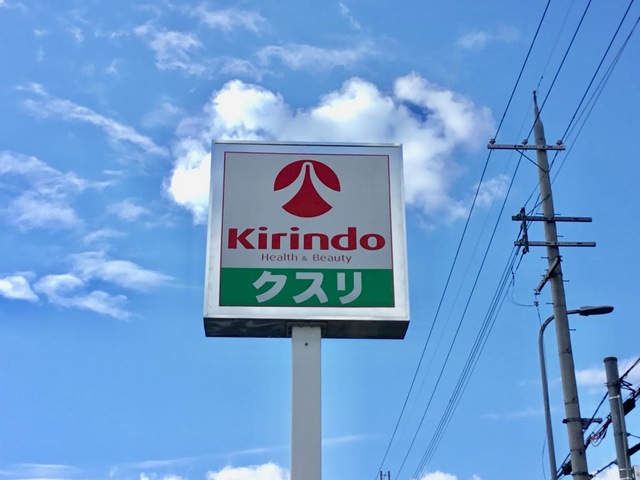 Kirindo
Health & Beauty
クスリ